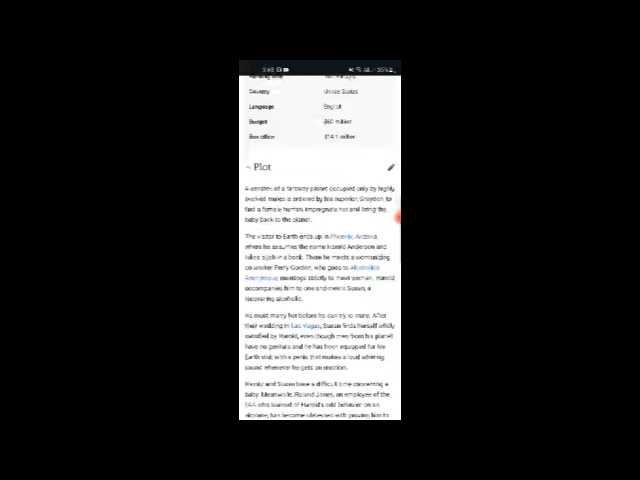 Country United States
Language English
Budget $60 million
Box office $14.1 million
Plot
A denizen of a faraway planet occupied only by highly
evolved males is ordered by his superior, Graydon, to
find a female human, impregnate her and bring the
baby back to the planet.
The visitor to Earth ends up in Phoenix, Arizona,
where he assumes the name Harold Anderson and
takes a job in a bank. There he meets a womanizing
co-worker Perry Gordon, who goes to Alcoholics
Anonymous meetings strictly to meet women. Harold
accompanies him to one and meets Susan, a
recovering alcoholic.
He must marry her before he can try to mate. After
their wedding in Las Vegas, Susan finds herself wildly
satisfied by Harold, even though men from his planet
have no genitals and he has been equipped for his
Earth visit with a penis that makes a loud whirring
sound whenever he gets an erection.
Harold and Susan have a difficult time conceiving a
baby. Meanwhile, Roland Jones, an employee of the
FAA who learned of Harold's odd behavior on an
airplane, has become obsessed with proving him to